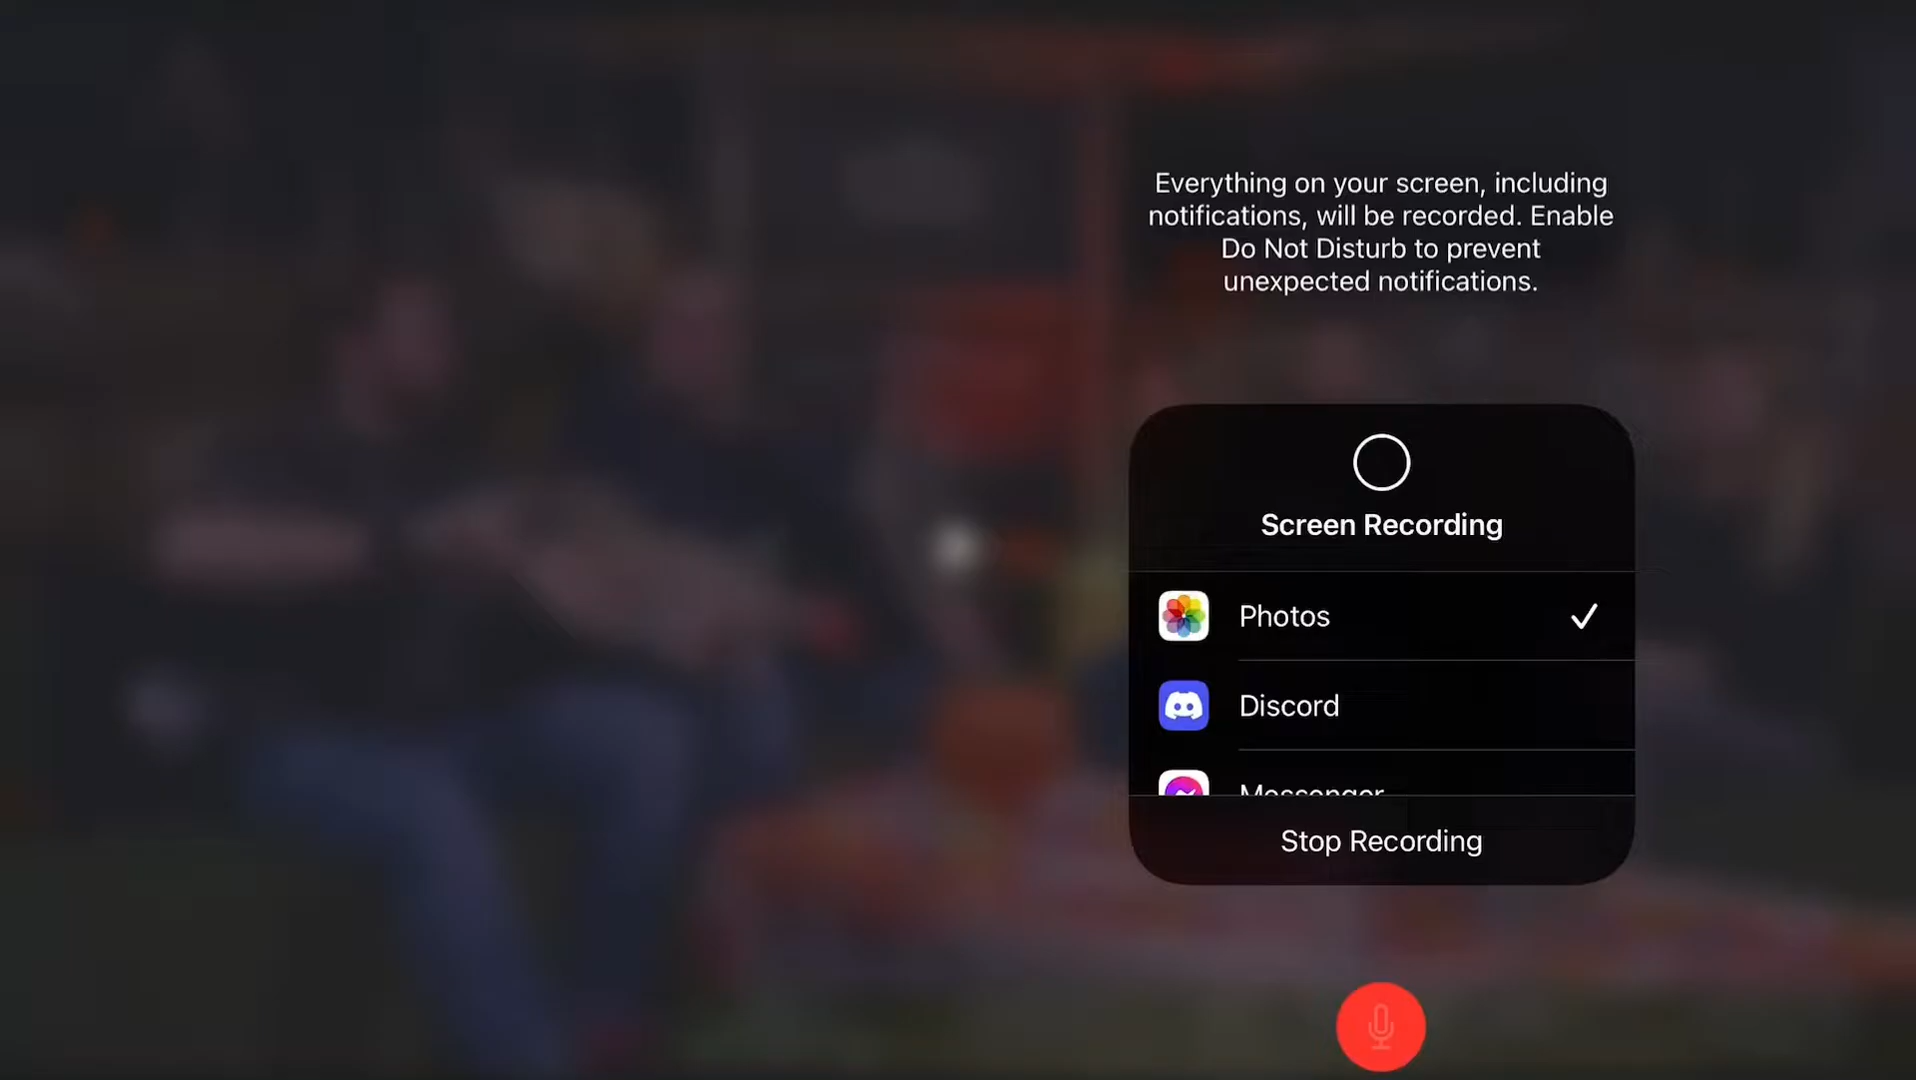 Everything on your screen, including
notifications, will be recorded. Enable
Do Not Disturb to prevent
unexpected notifications.
Screen Recording
Photos
Discord
Messenger
Stop Recording